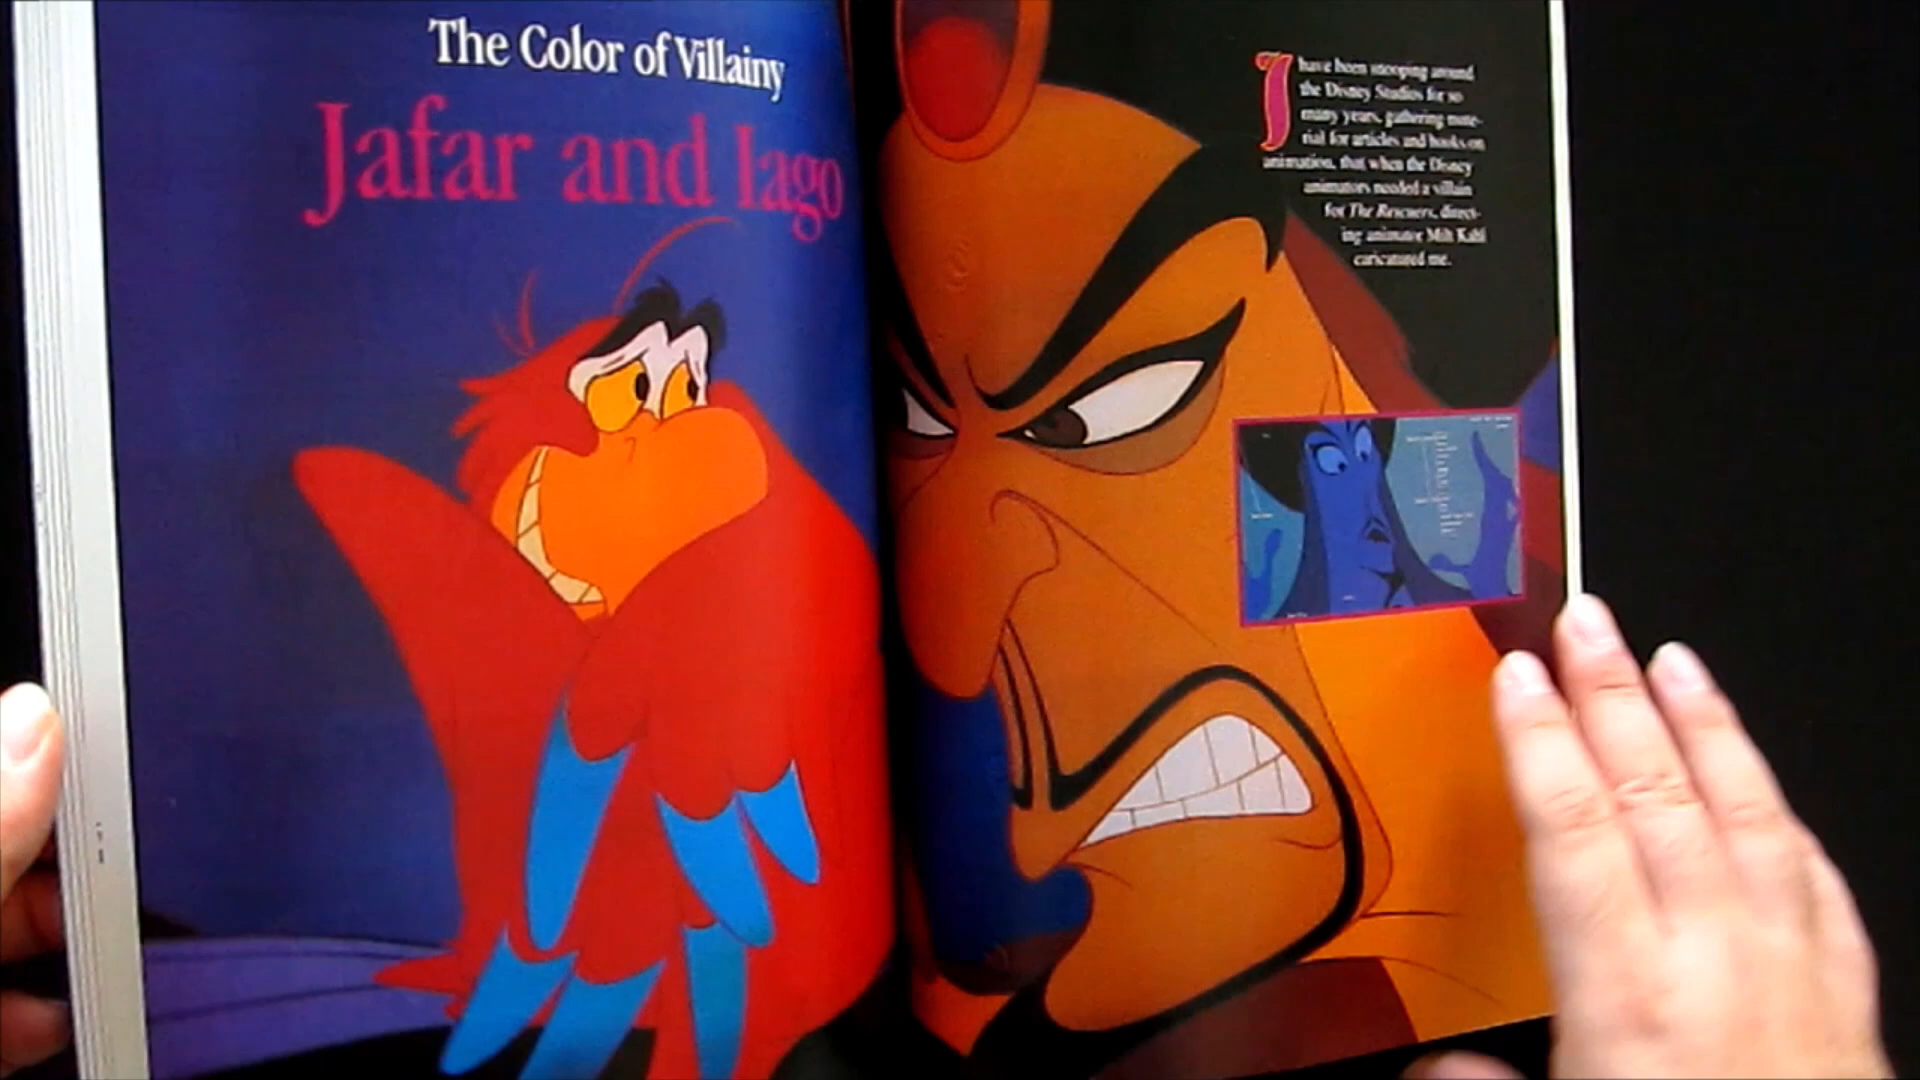 The Color of Villainy
Jafar and Iago
I have been snooping around
the Disney Studios for so
many years, gathering mate-
rial for articles and books on
animation, that when the Disney
animators needed a villain
for The Rescuers, direct-
ing animator Milt Kahl
caricatured me.